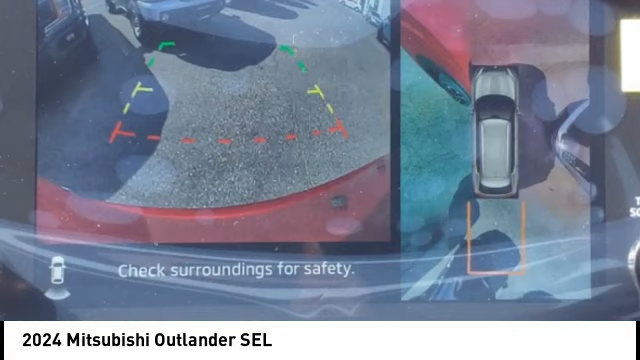 Check surroundings for safety.
2024 Mitsubishi Outlander SEL